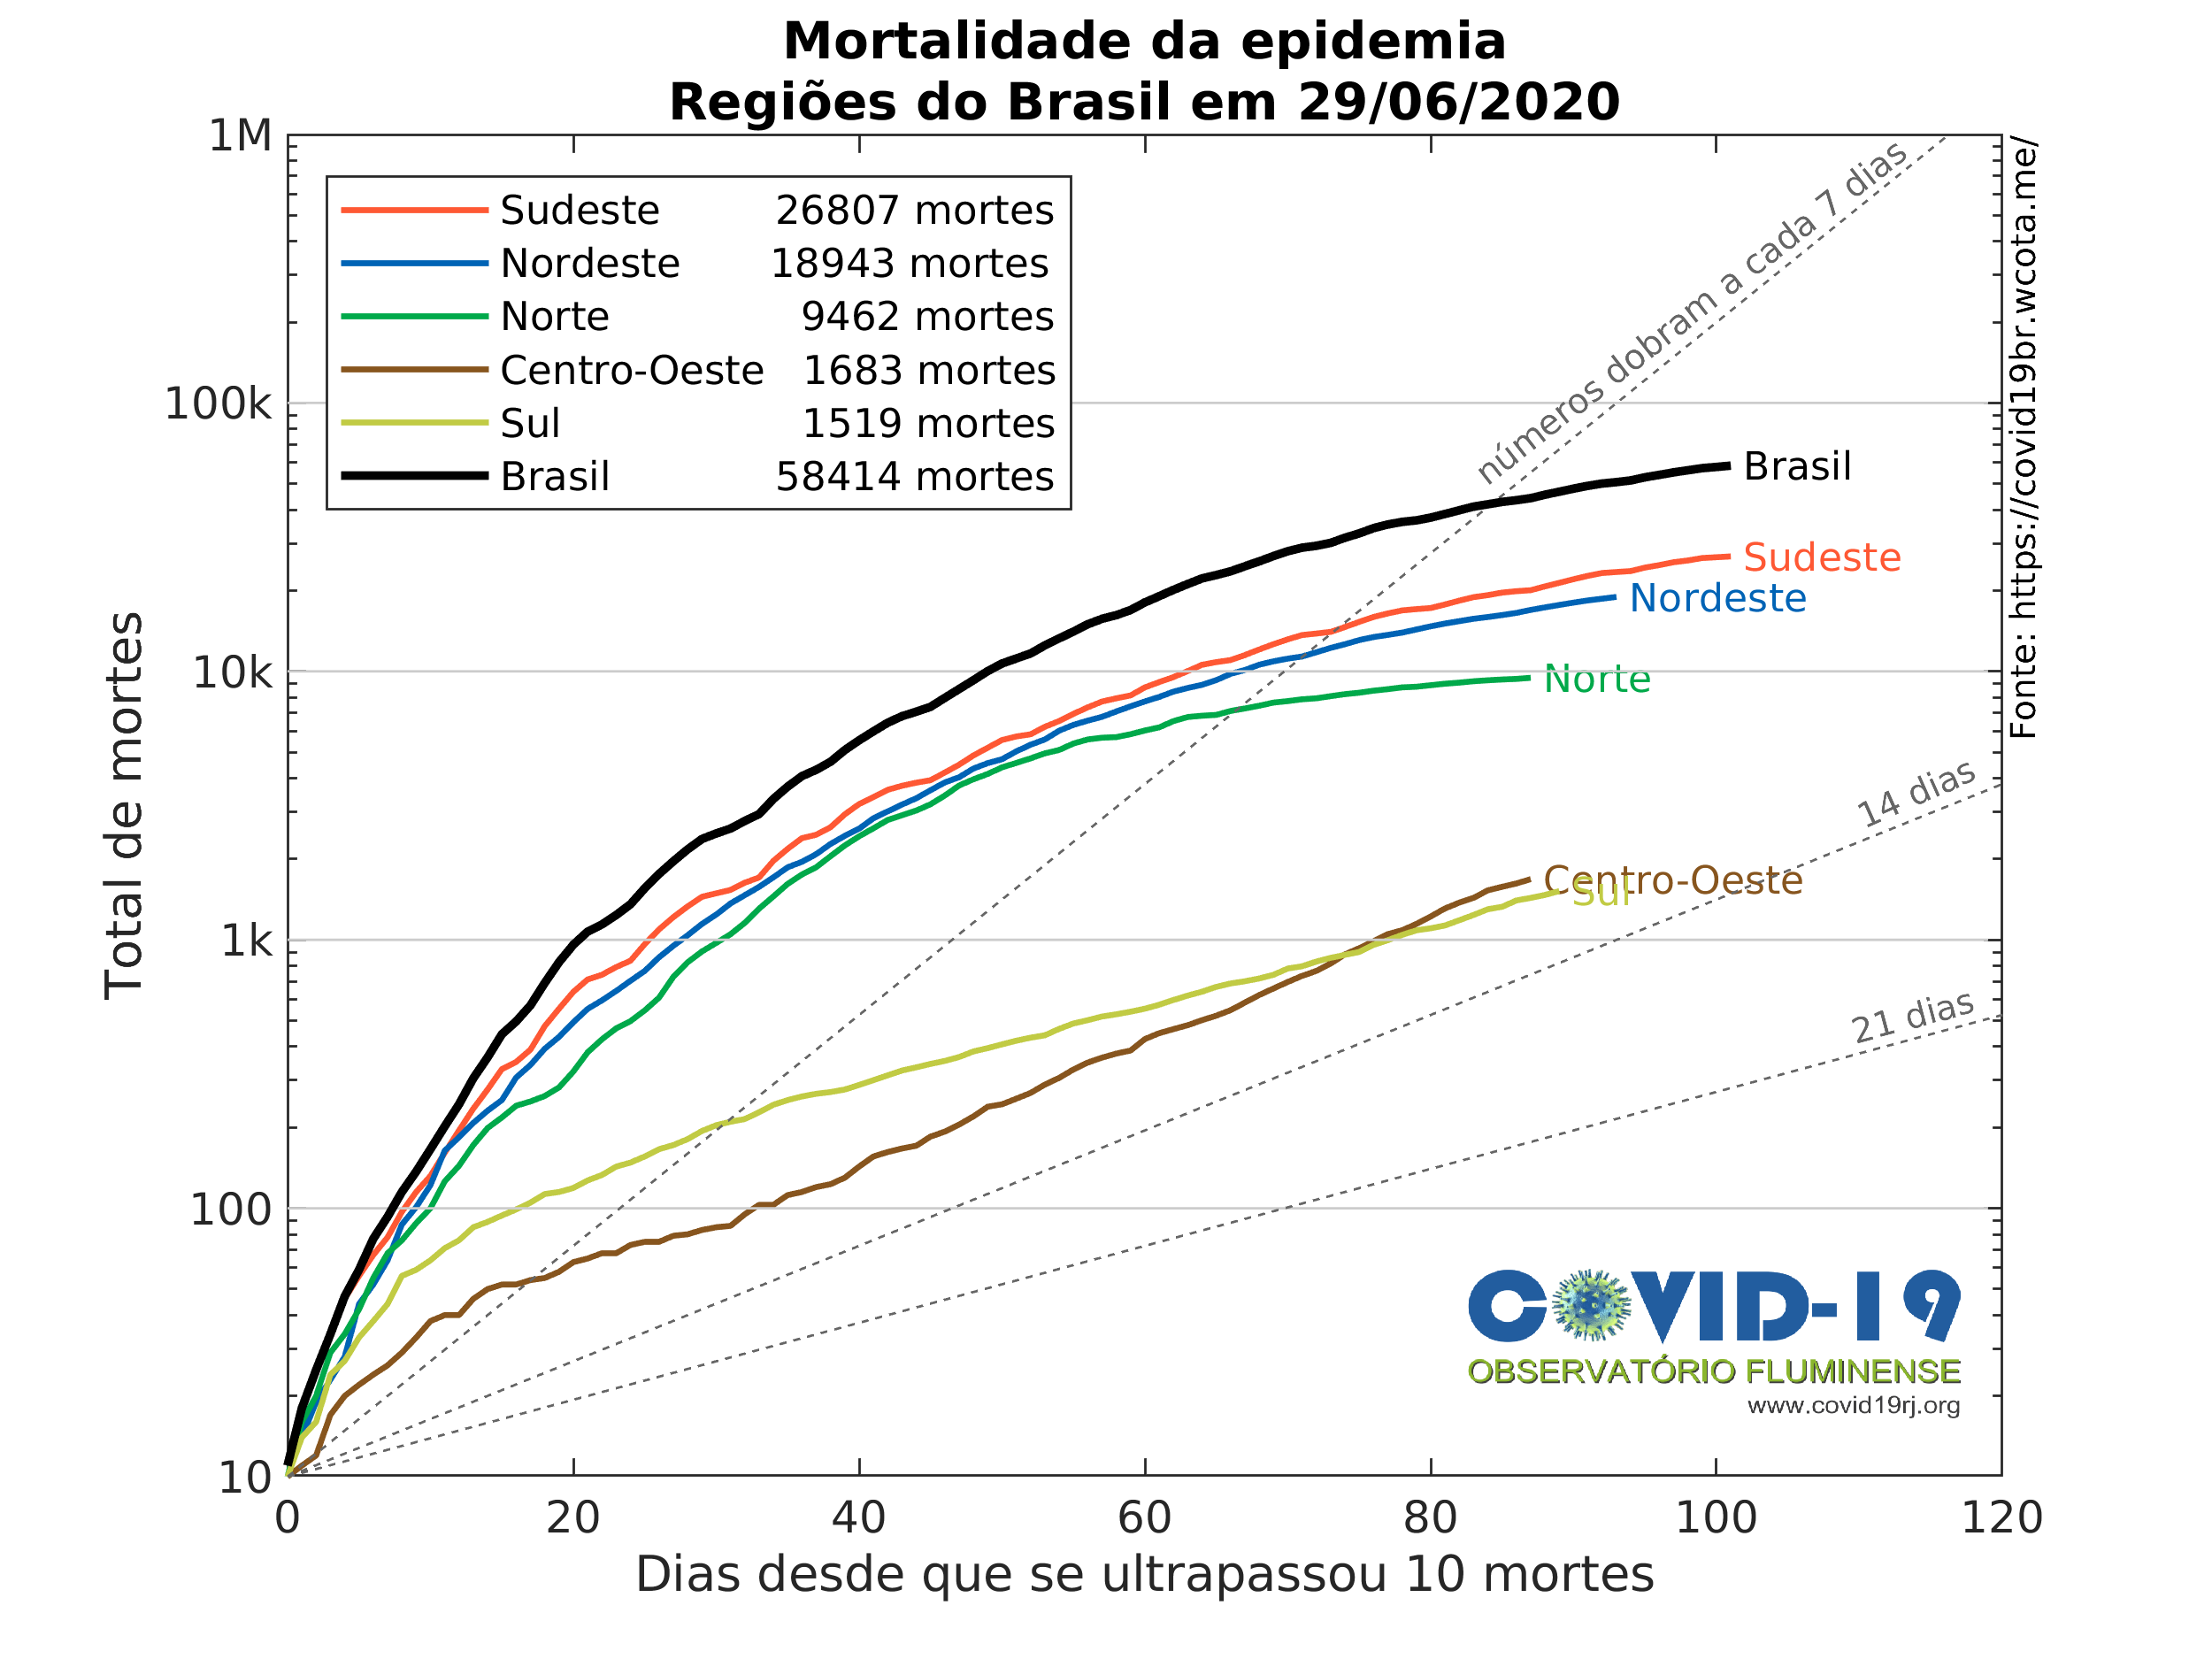 Mortalidade da epidemia
Regiões do Brasil em 29/06/2020
1M
100k
10k
1k
100
10
Total de mortes
Sudeste 26807 mortes
Nordeste 18943 mortes
Norte 9462 mortes
Centro-Oeste 1683 mortes
Sul 1519 mortes
Brasil 58414 mortes
números dobram a cada 7 dias
14 dias
21 dias
Brasil
Sudeste
Nordeste
Norte
Centro-Oeste
Sul
Fonte: https://covid19br.wcota.me/
COVID-19
OBSERVATÓRIO FLUMINENSE
www.covid19rj.org
0 20 40 60 80 100 120
Dias desde que se ultrapassou 10 mortes